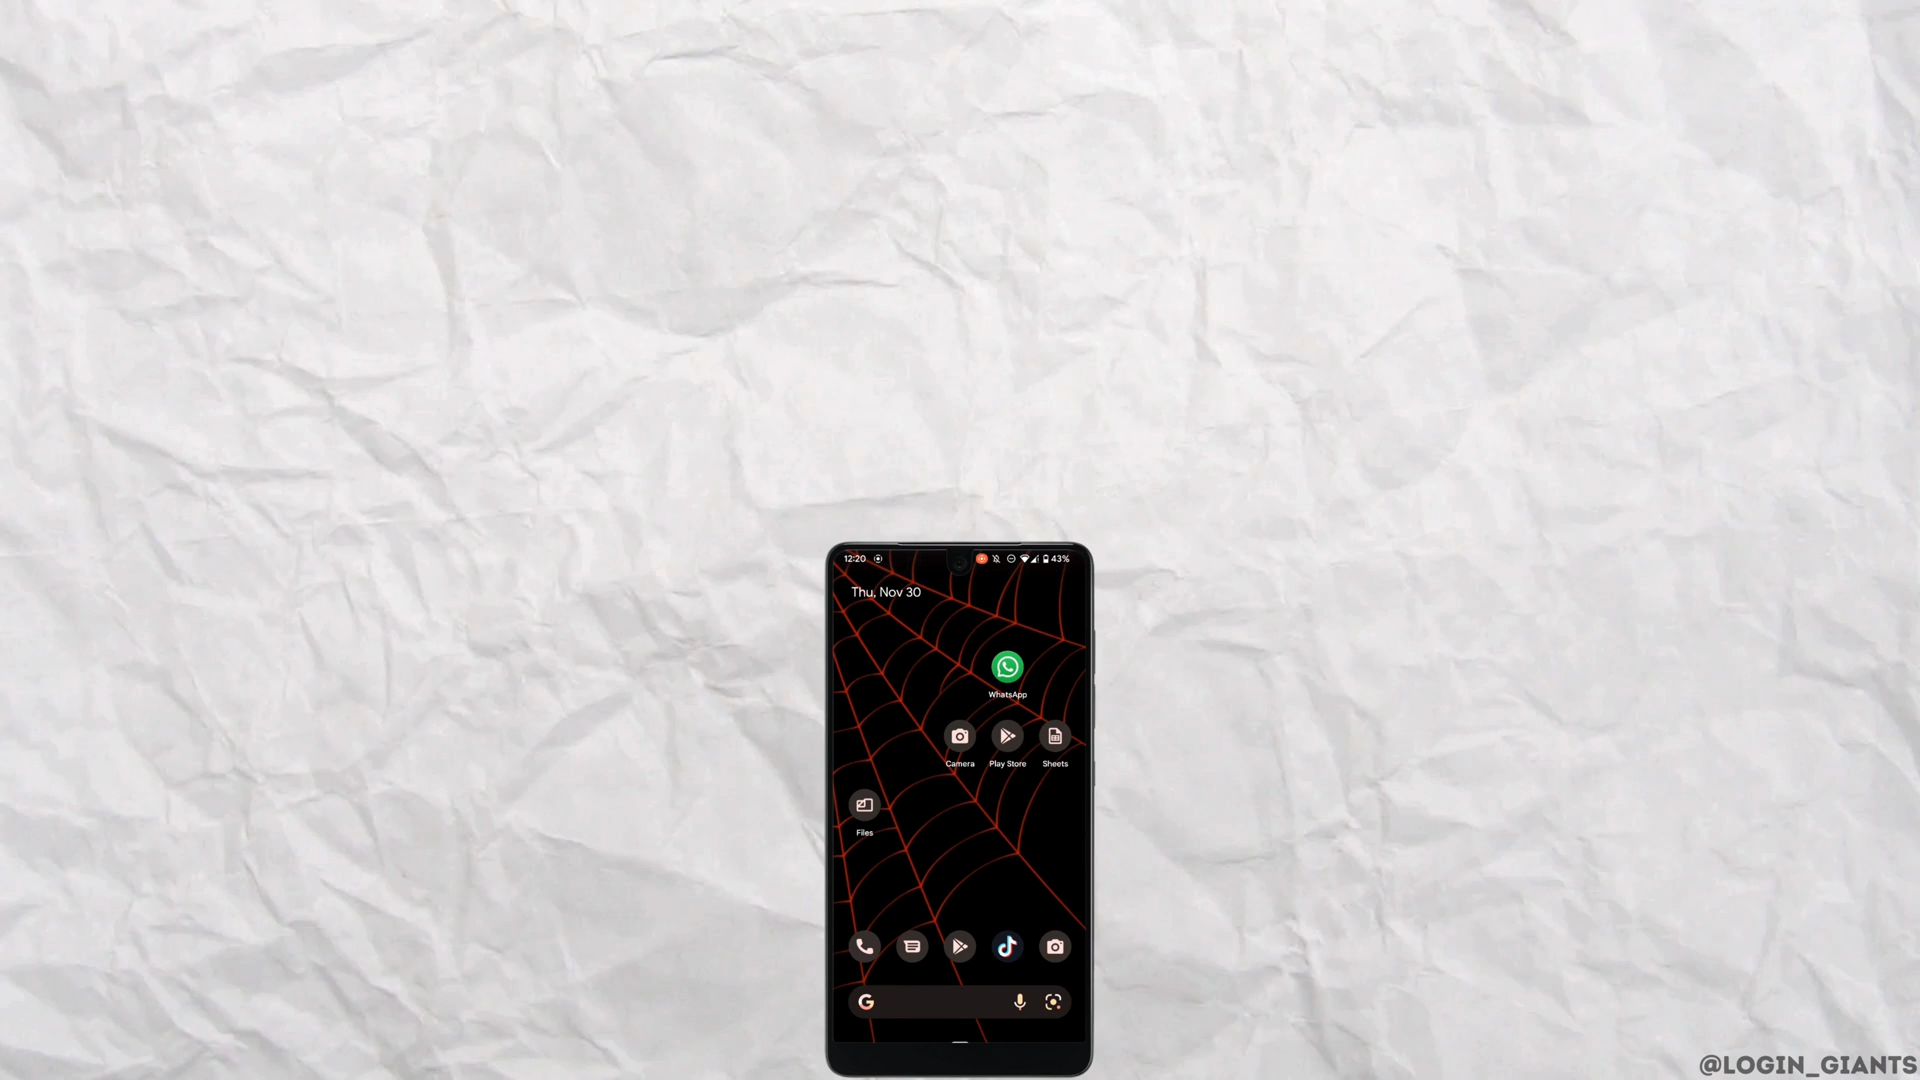 12:20 43%
Thu, Nov 30
WhatsApp
Camera Play Store Sheets
Files
@LOGIN_GIANTS